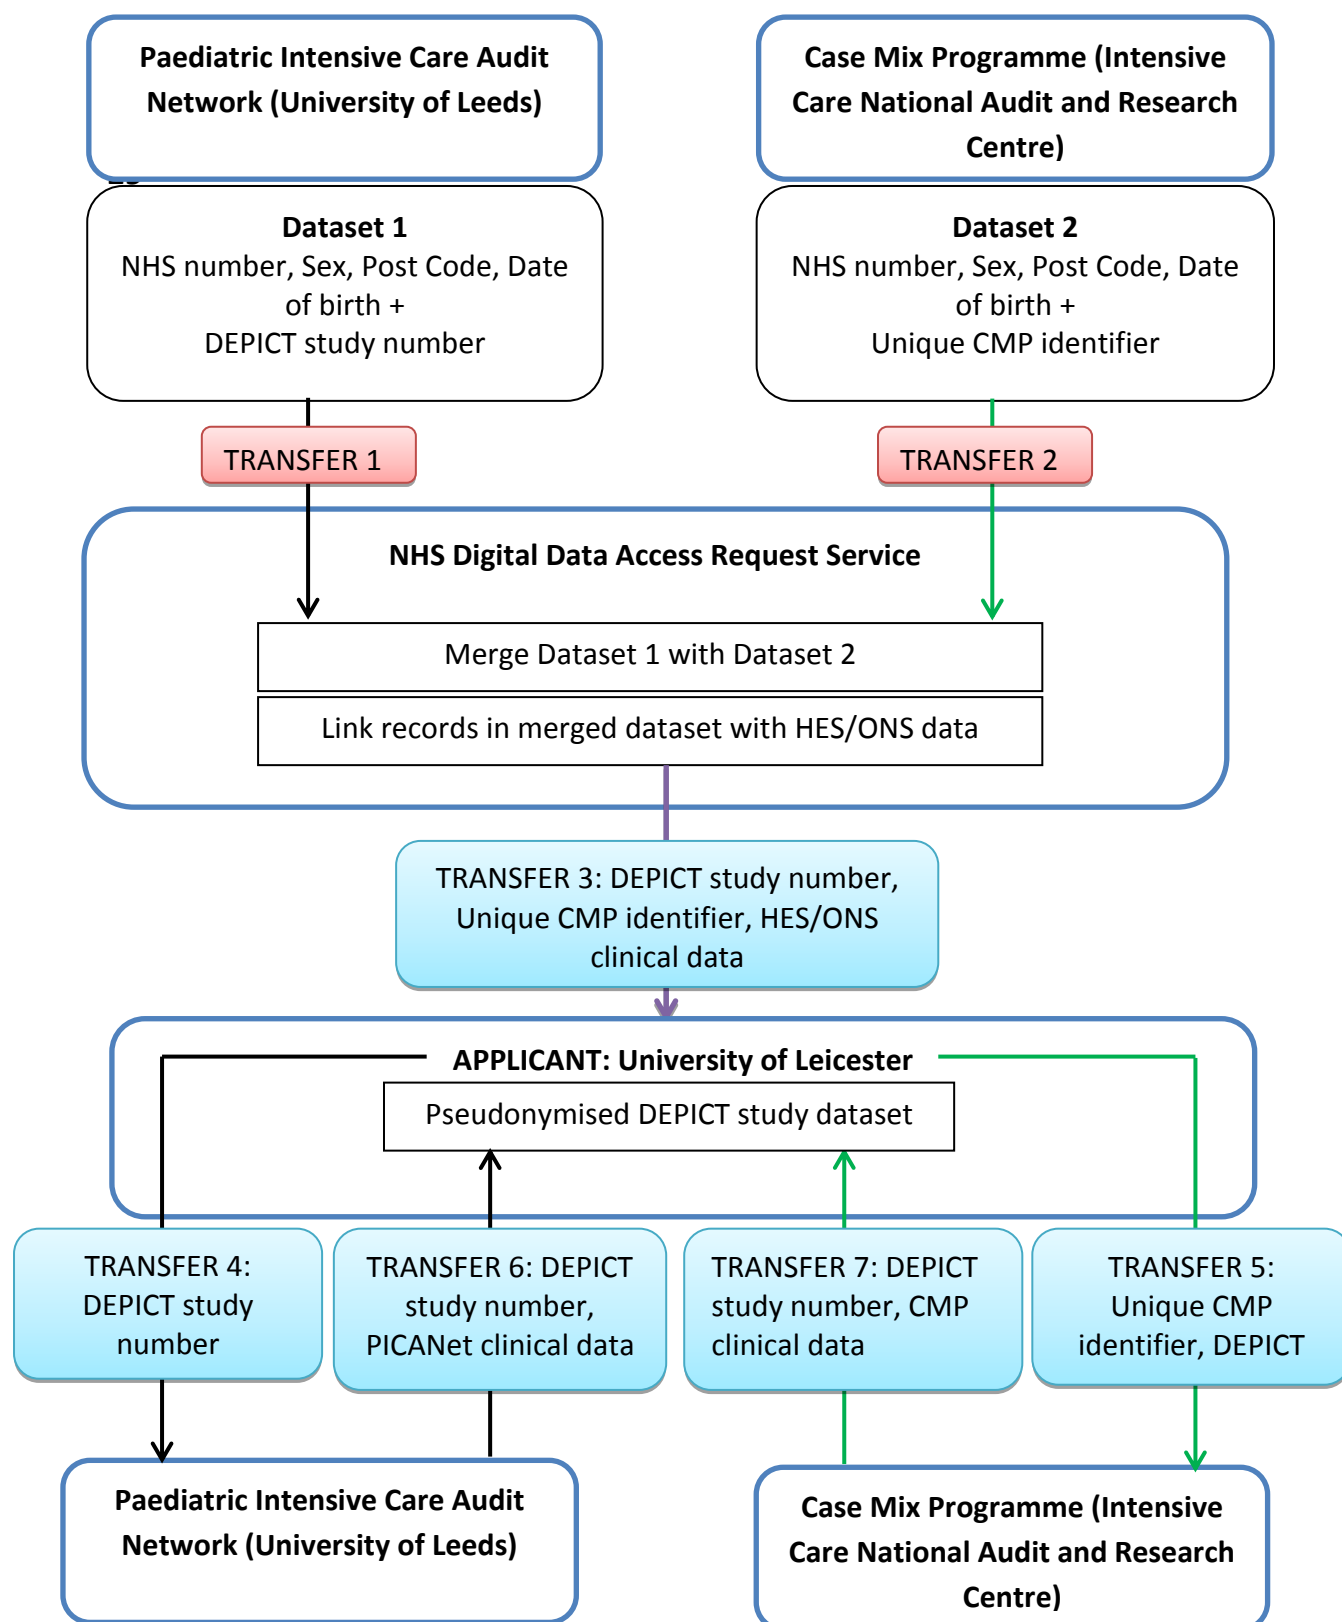 Paediatric Intensive Care Audit
Network (University of Leeds)
Case Mix Programme (Intensive
Care National Audit and Research
Centre)
Dataset 1
NHS number, Sex, Post Code, Date
of birth +
DEPICT study number
Dataset 2
NHS number, Sex, Post Code, Date
of birth +
Unique CMP identifier
TRANSFER 1
TRANSFER 2
NHS Digital Data Access Request Service
Merge Dataset 1 with Dataset 2
Link records in merged dataset with HES/ONS data
TRANSFER 3: DEPICT study number,
Unique CMP identifier, HES/ONS
clinical data
APPLICANT: University of Leicester
Pseudonymised DEPICT study dataset
TRANSFER 4:
DEPICT study
number
TRANSFER 6: DEPICT
study number,
PICANet clinical data
TRANSFER 7: DEPICT
study number, CMP
clinical data
TRANSFER 5:
Unique CMP
identifier, DEPICT
Paediatric Intensive Care Audit
Network (University of Leeds)
Case Mix Programme (Intensive
Care National Audit and Research
Centre)